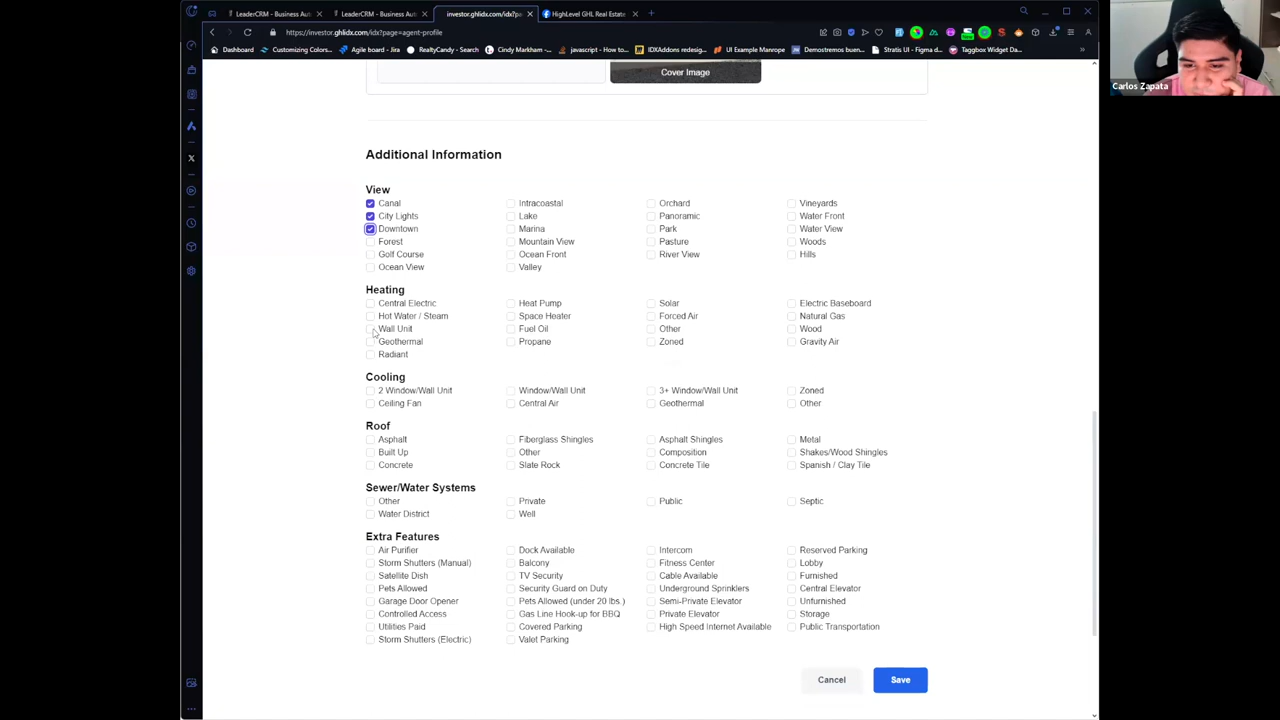 LeaderCRM - Business Auto
LeaderCRM - Business Auto
investor.ghlidx.com/idx?pa
HighLevel GHL Real Estate
https://investor.ghlidx.com/idx?page=agent-profile
Dashboard
Customizing Colors...
Agile board - Jira
RealtyCandy - Search
Cindy Markham - ...
javascript - How to...
IDXAddons redesig...
UI Example Manrope
Demostremos buen...
Stratis UI - Figma d...
Taggbox Widget Da...
Carlos Zapata
Cover Image
Additional Information
View
Canal Intracoastal Orchard Vineyards
City Lights Lake Panoramic Water Front
Downtown Marina Park Water View
Forest Mountain View Pasture Woods
Golf Course Ocean Front River View Hills
Ocean View Valley
Heating
Central Electric Heat Pump Solar Electric Baseboard
Hot Water / Steam Space Heater Forced Air Natural Gas
Wall Unit Fuel Oil Other Wood
Geothermal Propane Zoned Gravity Air
Radiant
Cooling
2 Window/Wall Unit Window/Wall Unit 3+ Window/Wall Unit Zoned
Ceiling Fan Central Air Geothermal Other
Roof
Asphalt Fiberglass Shingles Asphalt Shingles Metal
Built Up Other Composition Shakes/Wood Shingles
Concrete Slate Rock Concrete Tile Spanish / Clay Tile
Sewer/Water Systems
Other Private Public Septic
Water District Well
Extra Features
Air Purifier Dock Available Intercom Reserved Parking
Storm Shutters (Manual) Balcony Fitness Center Lobby
Satellite Dish TV Security Cable Available Furnished
Pets Allowed Security Guard on Duty Underground Sprinklers Central Elevator
Garage Door Opener Pets Allowed (under 20 lbs.) Semi-Private Elevator Unfurnished
Controlled Access Gas Line Hook-up for BBQ Private Elevator Storage
Utilities Paid Covered Parking High Speed Internet Available Public Transportation
Storm Shutters (Electric) Valet Parking
Cancel Save